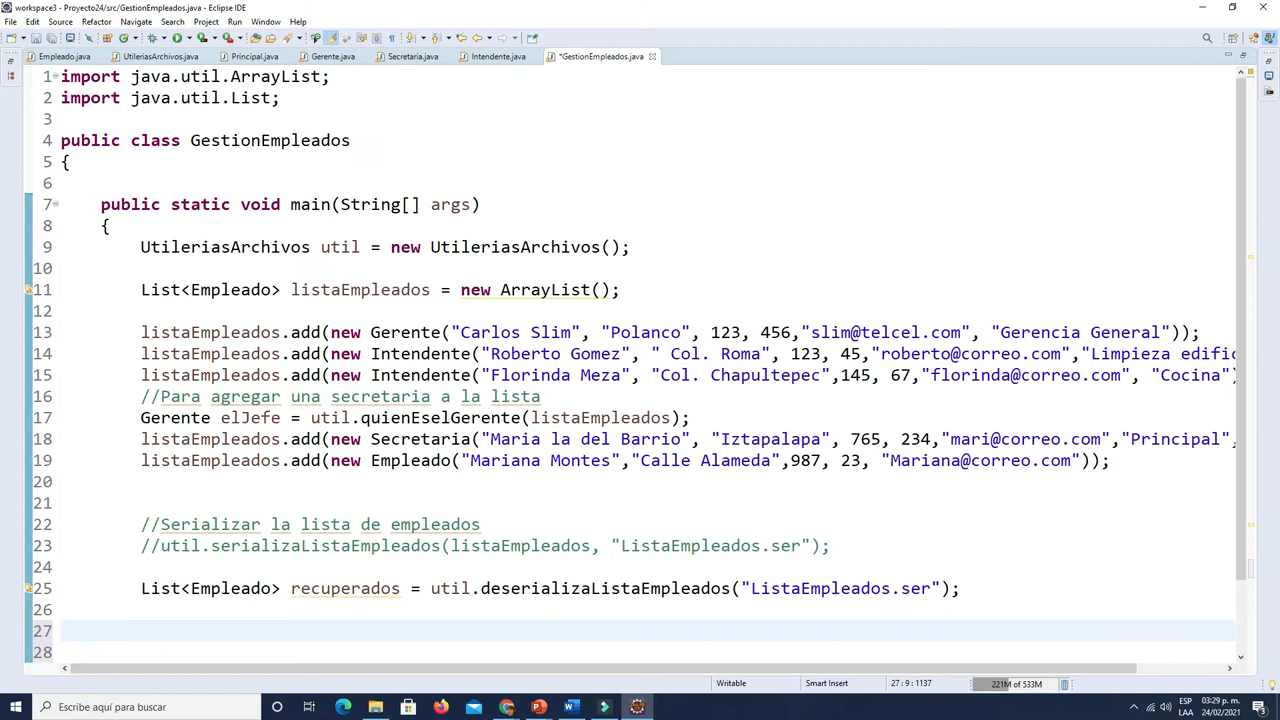 workspace3 - Proyecto24/src/GestionEmpleados.java - Eclipse IDE
File Edit Source Refactor Navigate Search Project Run Window Help
Empleado.java UtileriasArchivos.java Principal.java Gerente.java Secretaria.java Intendente.java *GestionEmpleados.java
1 import java.util.ArrayList;
2 import java.util.List;
3
4 public class GestionEmpleados
5 {
6
7 public static void main(String[] args)
8 {
9 UtileriasArchivos util = new UtileriasArchivos();
10
11 List<Empleado> listaEmpleados = new ArrayList();
12
13 listaEmpleados.add(new Gerente("Carlos Slim", "Polanco", 123, 456,"slim@telcel.com", "Gerencia General"));
14 listaEmpleados.add(new Intendente("Roberto Gomez", " Col. Roma", 123, 45,"roberto@correo.com","Limpieza edific
15 listaEmpleados.add(new Intendente("Florinda Meza", "Col. Chapultepec",145, 67,"florinda@correo.com", "Cocina")
16 //Para agregar una secretaria a la lista
17 Gerente elJefe = util.quienEselGerente(listaEmpleados);
18 listaEmpleados.add(new Secretaria("Maria la del Barrio", "Iztapalapa", 765, 234,"mari@correo.com","Principal",
19 listaEmpleados.add(new Empleado("Mariana Montes","Calle Alameda",987, 23, "Mariana@correo.com"));
20
21
22 //Serializar la lista de empleados
23 //util.serializaListaEmpleados(listaEmpleados, "ListaEmpleados.ser");
24
25 List<Empleado> recuperados = util.deserializaListaEmpleados("ListaEmpleados.ser");
26
27
28
Writable Smart Insert 27 : 9 : 1137 221M of 533M
Escribe aquí para buscar
ESP 03:29 p. m.
LAA 24/02/2021